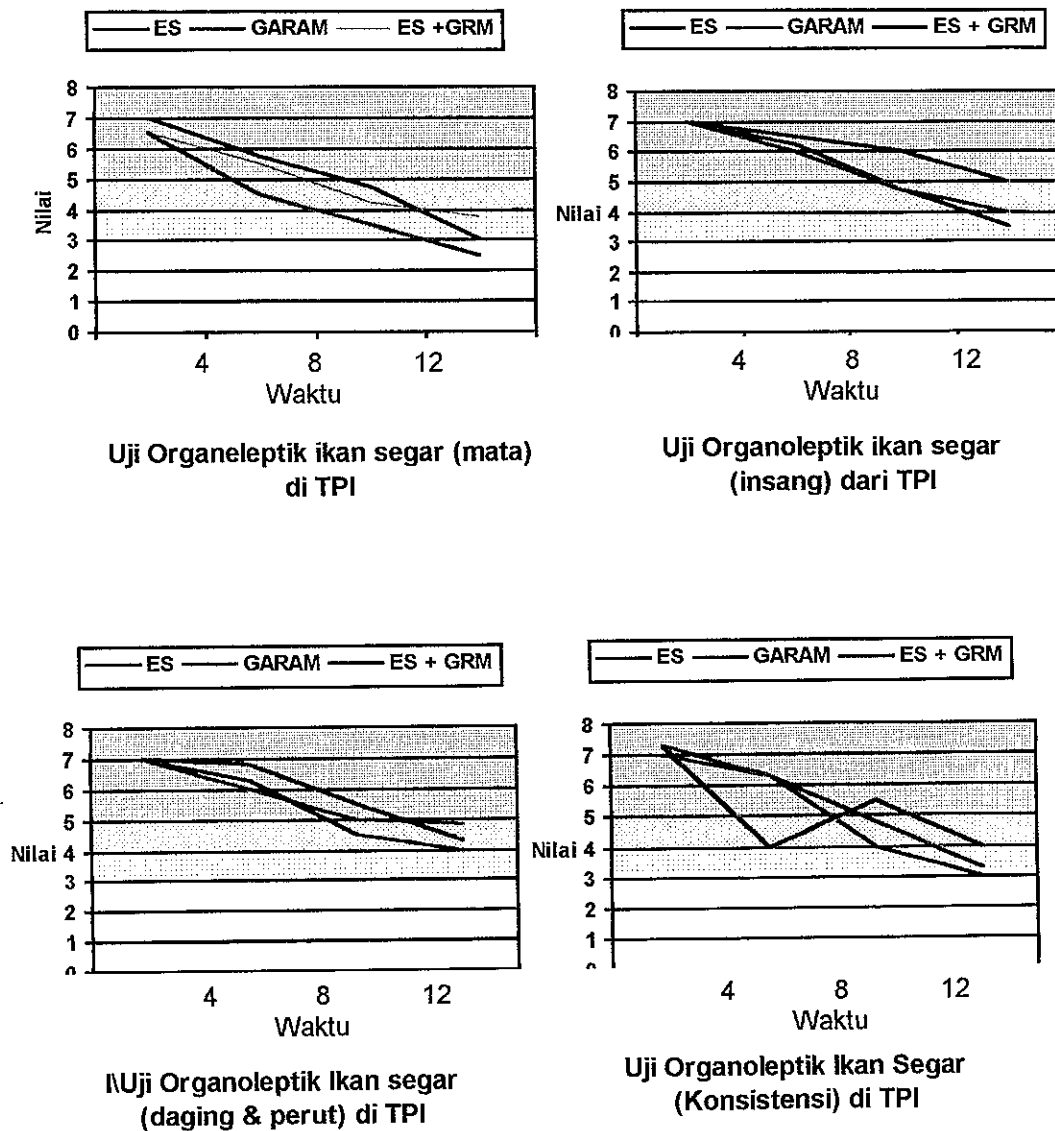 ES GARAM ES +GRM
8
7
6
5
4
3
2
1
0
Nilai
4 8 12
Waktu
Uji Organeleptik ikan segar (mata)
di TPI
ES GARAM ES + GRM
8
7
6
5
Nilai 4
3
2
1
0
4 8 12
Waktu
Uji Organoleptik ikan segar
(insang) dari TPI
ES GARAM ES + GRM
8
7
6
5
Nilai 4
3
2
1
0
4 8 12
Waktu
Uji Organoleptik Ikan segar
(daging & perut) di TPI
ES GARAM ES + GRM
8
7
6
5
Nilai 4
3
2
1
4 8 12
Waktu
Uji Organoleptik Ikan Segar
(Konsistensi) di TPI